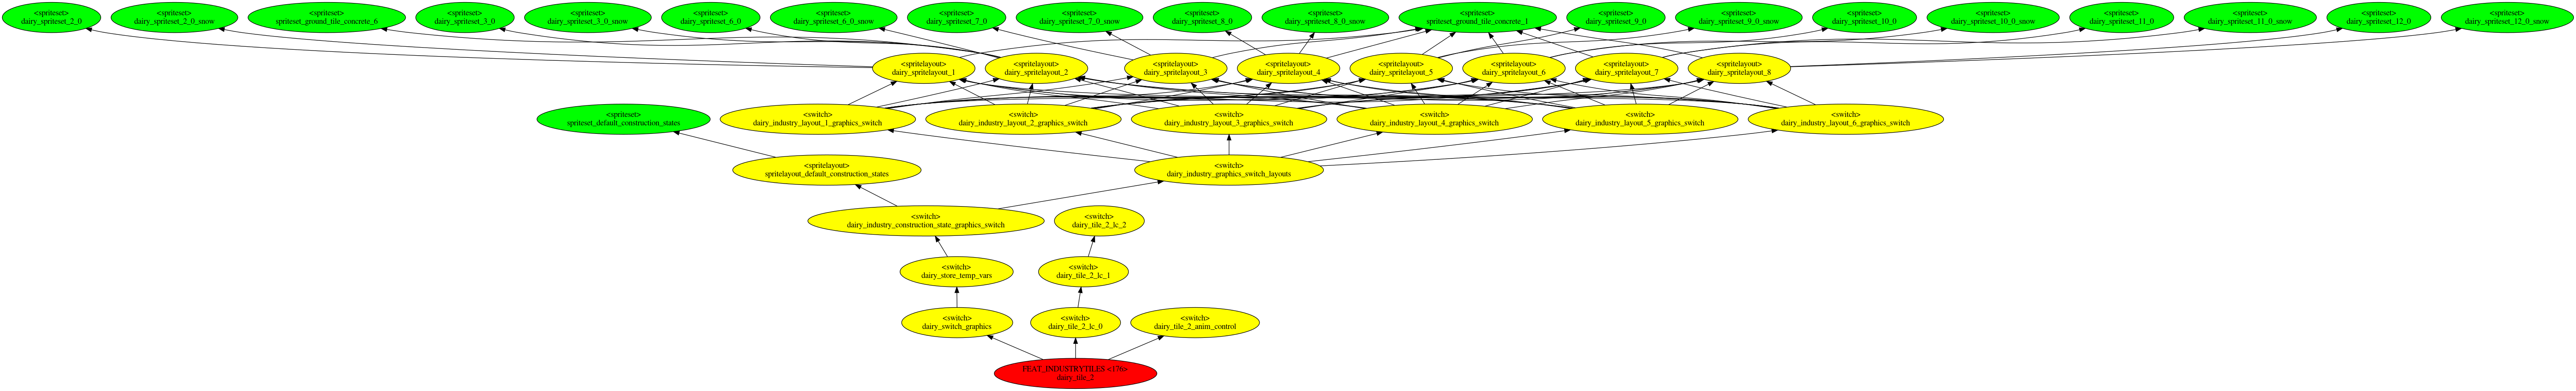 <spriteset>
dairy_spriteset_2_0
<spriteset>
dairy_spriteset_2_0_snow
<spriteset>
spriteset_ground_tile_concrete_6
<spriteset>
dairy_spriteset_3_0
<spriteset>
dairy_spriteset_3_0_snow
<spriteset>
dairy_spriteset_6_0
<spriteset>
dairy_spriteset_6_0_snow
<spriteset>
dairy_spriteset_7_0
<spriteset>
dairy_spriteset_7_0_snow
<spriteset>
dairy_spriteset_8_0
<spriteset>
dairy_spriteset_8_0_snow
<spriteset>
spriteset_ground_tile_concrete_1
<spriteset>
dairy_spriteset_9_0
<spriteset>
dairy_spriteset_9_0_snow
<spriteset>
dairy_spriteset_10_0
<spriteset>
dairy_spriteset_10_0_snow
<spriteset>
dairy_spriteset_11_0
<spriteset>
dairy_spriteset_11_0_snow
<spriteset>
dairy_spriteset_12_0
<spriteset>
dairy_spriteset_12_0_snow
<spritelayout>
dairy_spritelayout_1
<spritelayout>
dairy_spritelayout_2
<spritelayout>
dairy_spritelayout_3
<spritelayout>
dairy_spritelayout_4
<spritelayout>
dairy_spritelayout_5
<spritelayout>
dairy_spritelayout_6
<spritelayout>
dairy_spritelayout_7
<spritelayout>
dairy_spritelayout_8
<spriteset>
spriteset_default_construction_states
<switch>
dairy_industry_layout_1_graphics_switch
<switch>
dairy_industry_layout_2_graphics_switch
<switch>
dairy_industry_layout_3_graphics_switch
<switch>
dairy_industry_layout_4_graphics_switch
<switch>
dairy_industry_layout_5_graphics_switch
<switch>
dairy_industry_layout_6_graphics_switch
<spritelayout>
spritelayout_default_construction_states
<switch>
dairy_industry_graphics_switch_layouts
<switch>
dairy_industry_construction_state_graphics_switch
<switch>
dairy_tile_2_lc_2
<switch>
dairy_store_temp_vars
<switch>
dairy_tile_2_lc_1
<switch>
dairy_switch_graphics
<switch>
dairy_tile_2_lc_0
<switch>
dairy_tile_2_anim_control
FEAT_INDUSTRYTILES <176>
dairy_tile_2